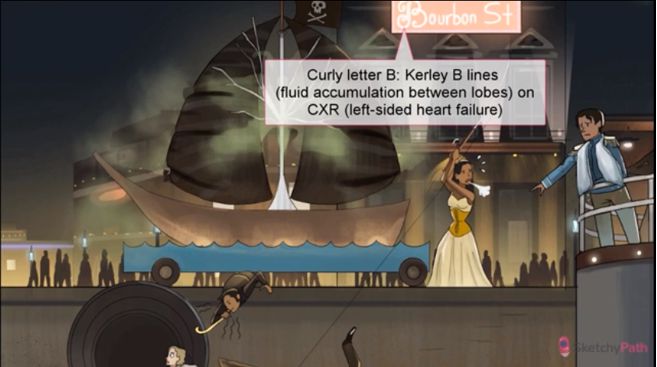 Bourbon St
Curly letter B: Kerley B lines
(fluid accumulation between lobes) on
CXR (left-sided heart failure)
SketchyPath